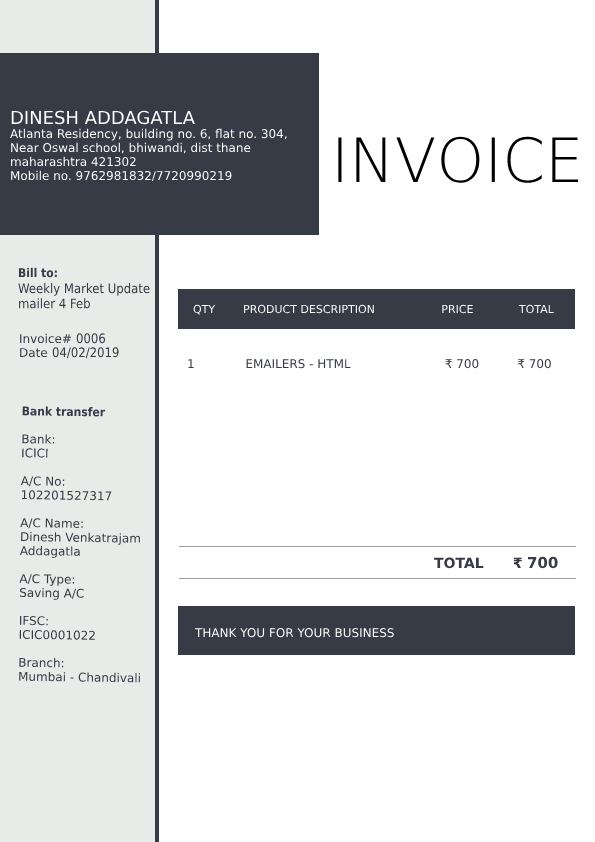 DINESH ADDAGATLA
Atlanta Residency, building no. 6, flat no. 304,
Near Oswal school, bhiwandi, dist thane
maharashtra 421302
Mobile no. 9762981832/7720990219
INVOICE
Bill to:
Weekly Market Update
mailer 4 Feb
Invoice# 0006
Date 04/02/2019
Bank transfer
Bank:
ICICI
A/C No:
102201527317
A/C Name:
Dinesh Venkatrajam
Addagatla
A/C Type:
Saving A/C
IFSC:
ICIC0001022
Branch:
Mumbai - Chandivali
QTY PRODUCT DESCRIPTION PRICE TOTAL
1 EMAILERS - HTML ₹ 700 ₹ 700
TOTAL ₹ 700
THANK YOU FOR YOUR BUSINESS